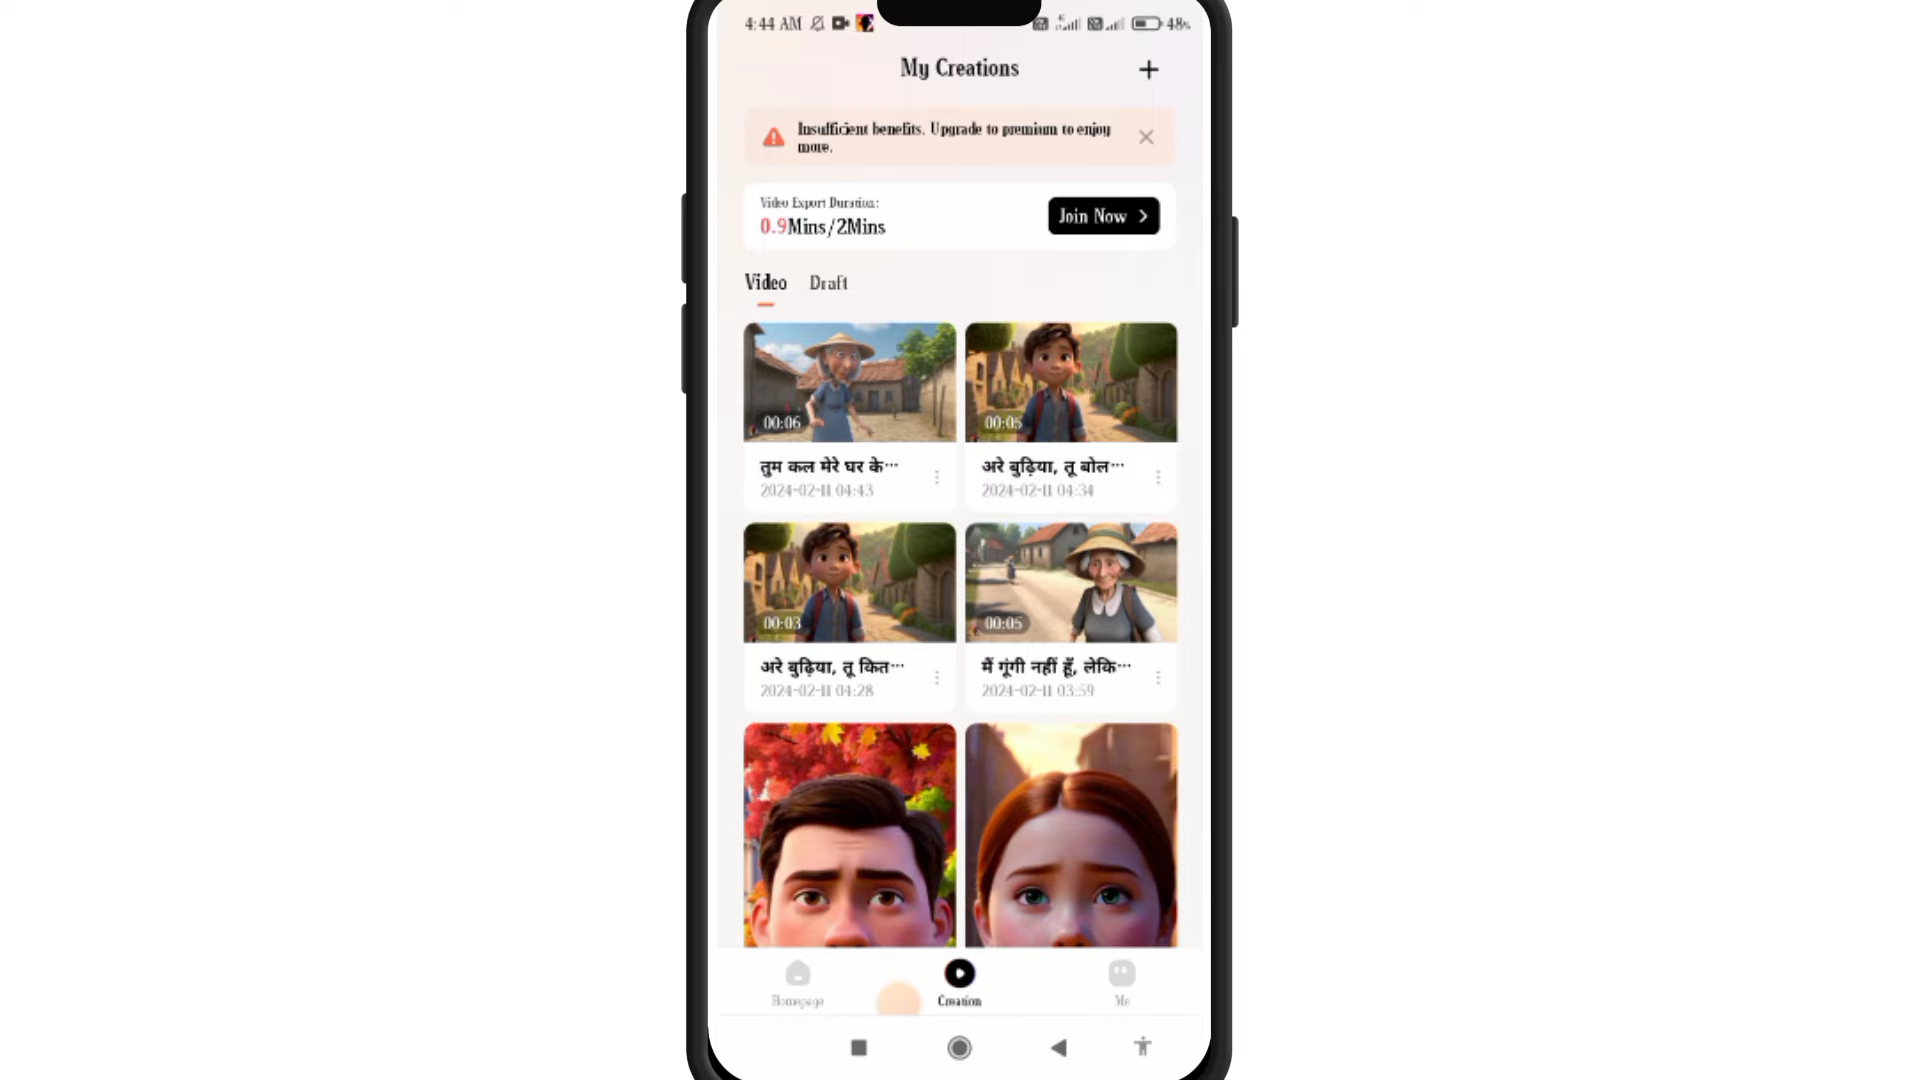 4:44 AM 48%
My Creations
Insufficient benefits. Upgrade to premium to enjoy
more.
Video Export Duration:
0.9Mins/2Mins
Join Now
Video Draft
00:06
00:05
तुम कल मेरे घर के···
अरे बुढ़िया, तू बोल···
2024-02-11 04:43
2024-02-11 04:34
00:03
00:05
अरे बुढ़िया, तू कित···
मैं गूंगी नहीं हूँ, लेकि···
2024-02-11 04:28
2024-02-11 03:59
Homepage
Creation
Me